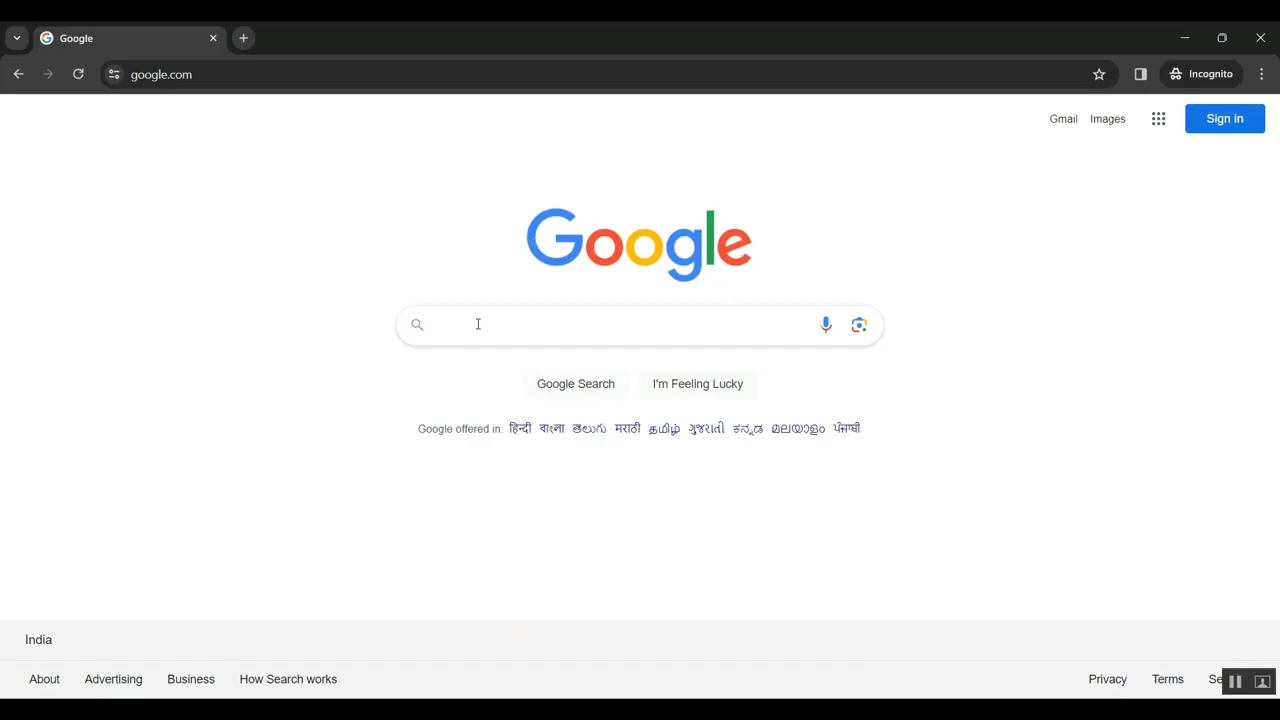 Google
google.com
Incognito
Gmail Images Sign in
Google
Google Search I'm Feeling Lucky
Google offered in: हिन्दी বাংলা తెలుగు मराठी தமிழ் ગુજરાતી ಕನ್ನಡ മലയാളം ਪੰਜਾਬੀ
India
About Advertising Business How Search works Privacy Terms Se